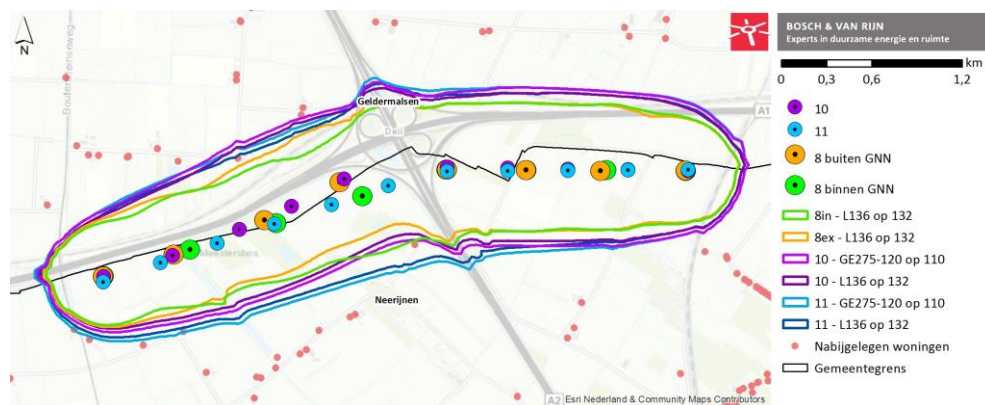 N
Boutensteinseweg
Geldermalsen
Deil
A1
Meestersbos
Neerijnen
A2
Esri Nederland & Community Maps Contributors
BOSCH & VAN RIJN
Experts in duurzame energie en ruimte
km
0 0,3 0,6 1,2
10
11
8 buiten GNN
8 binnen GNN
8in - L136 op 132
8ex - L136 op 132
10 - GE275-120 op 110
10 - L136 op 132
11 - GE275-120 op 110
11 - L136 op 132
Nabijgelegen woningen
Gemeentegrens